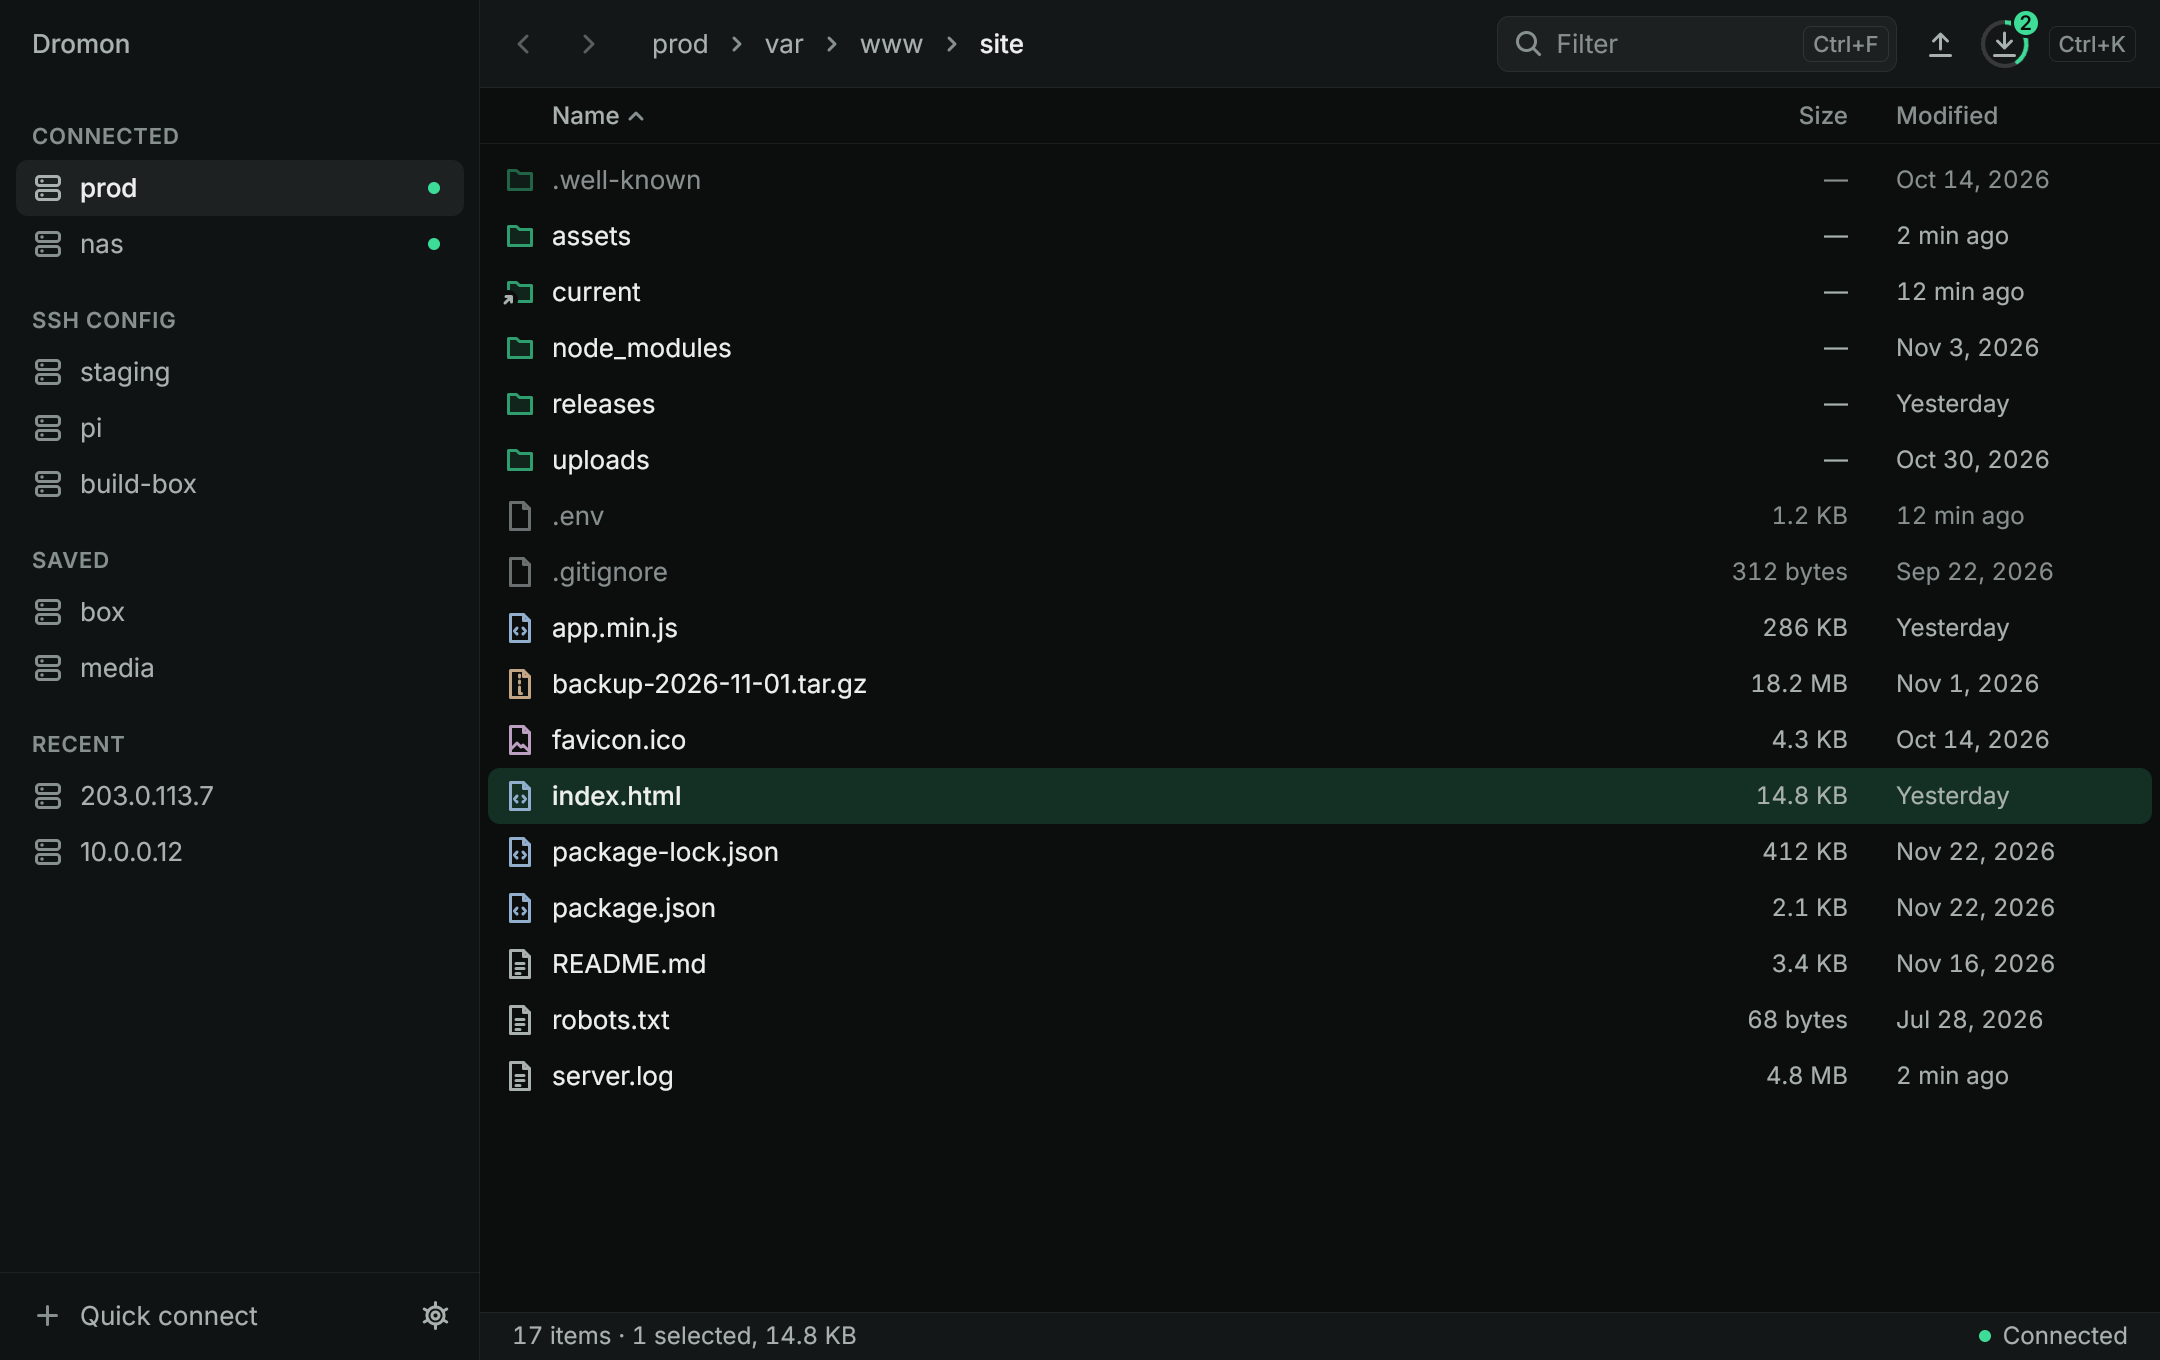 Dromon
CONNECTED
prod
nas
SSH CONFIG
staging
pi
build-box
SAVED
box
media
RECENT
203.0.113.7
10.0.0.12
Quick connect
prod > var > www > site
Filter Ctrl+F
2
Ctrl+K
Name Size Modified
.well-known — Oct 14, 2026
assets — 2 min ago
current — 12 min ago
node_modules — Nov 3, 2026
releases — Yesterday
uploads — Oct 30, 2026
.env 1.2 KB 12 min ago
.gitignore 312 bytes Sep 22, 2026
app.min.js 286 KB Yesterday
backup-2026-11-01.tar.gz 18.2 MB Nov 1, 2026
favicon.ico 4.3 KB Oct 14, 2026
index.html 14.8 KB Yesterday
package-lock.json 412 KB Nov 22, 2026
package.json 2.1 KB Nov 22, 2026
README.md 3.4 KB Nov 16, 2026
robots.txt 68 bytes Jul 28, 2026
server.log 4.8 MB 2 min ago
17 items · 1 selected, 14.8 KB
Connected